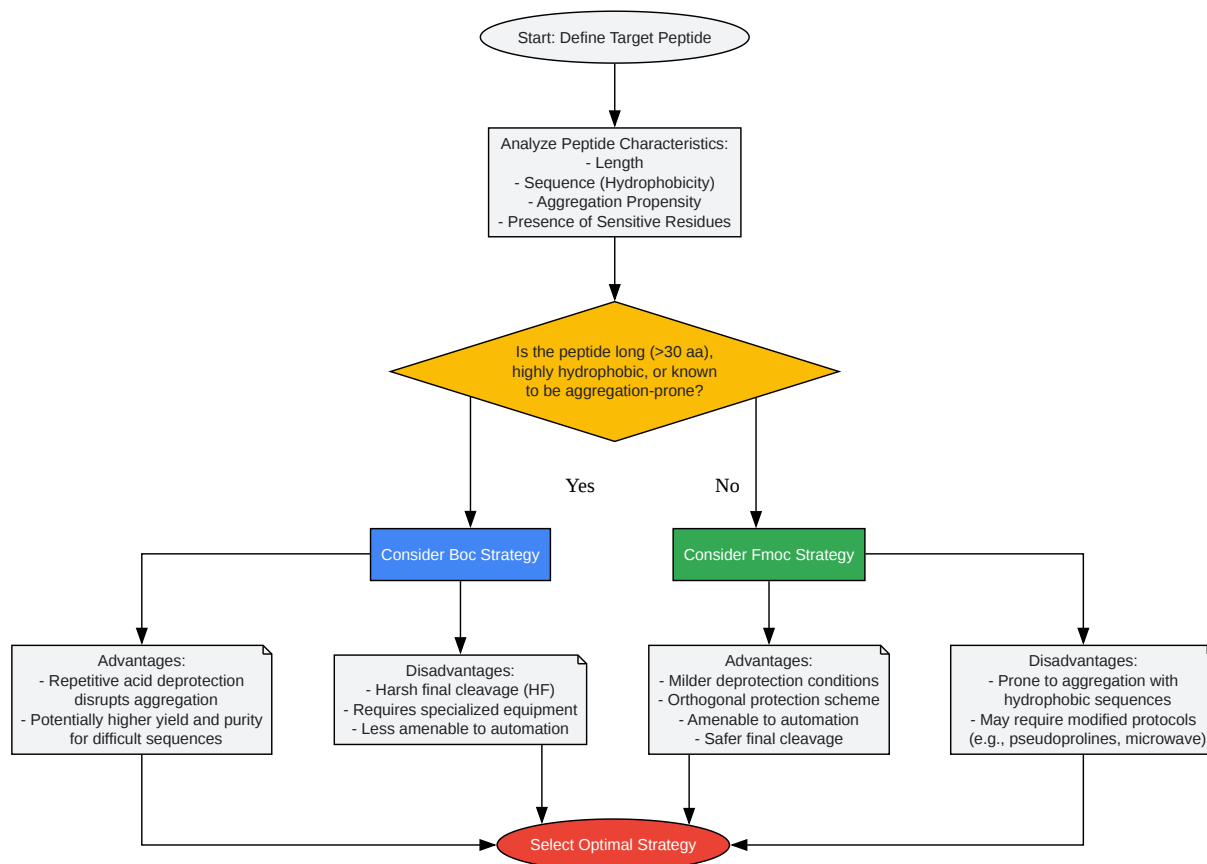 Start: Define Target Peptide
Analyze Peptide Characteristics:
- Length
- Sequence (Hydrophobicity)
- Aggregation Propensity
- Presence of Sensitive Residues
Is the peptide long (>30 aa),
highly hydrophobic, or known
to be aggregation-prone?
Yes
No
Consider Boc Strategy
Consider Fmoc Strategy
Advantages:
- Repetitive acid deprotection
disrupts aggregation
- Potentially higher yield and purity
for difficult sequences
Disadvantages:
- Harsh final cleavage (HF)
- Requires specialized equipment
- Less amenable to automation
Advantages:
- Milder deprotection conditions
- Orthogonal protection scheme
- Amenable to automation
- Safer final cleavage
Disadvantages:
- Prone to aggregation with
hydrophobic sequences
- May require modified protocols
(e.g., pseudoprolines, microwave)
Select Optimal Strategy